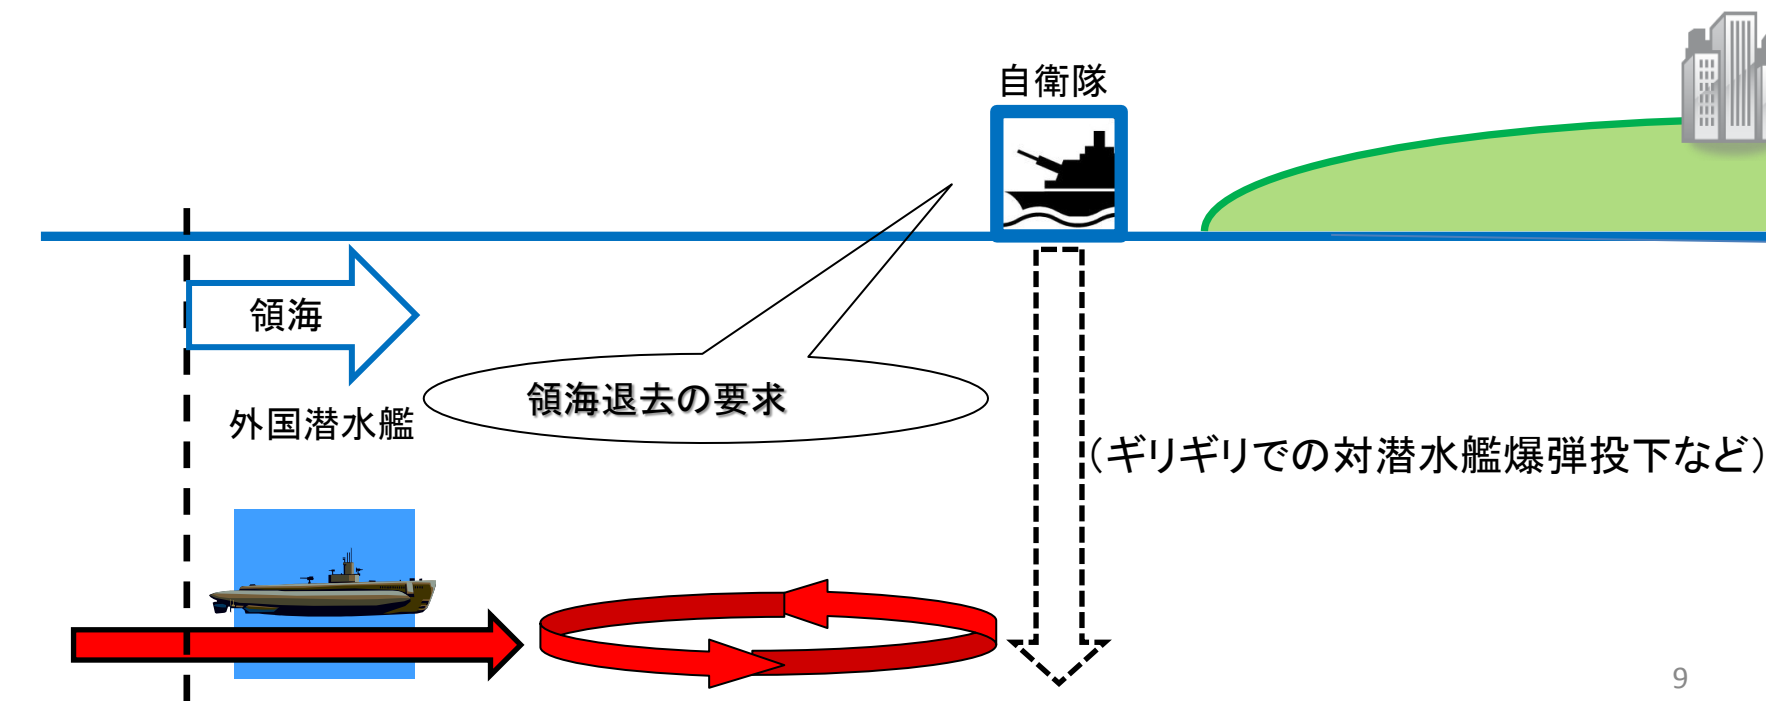 自衛隊
領海
領海退去の要求
外国潜水艦
（ギリギリでの対潜水艦爆弾投下など）
9